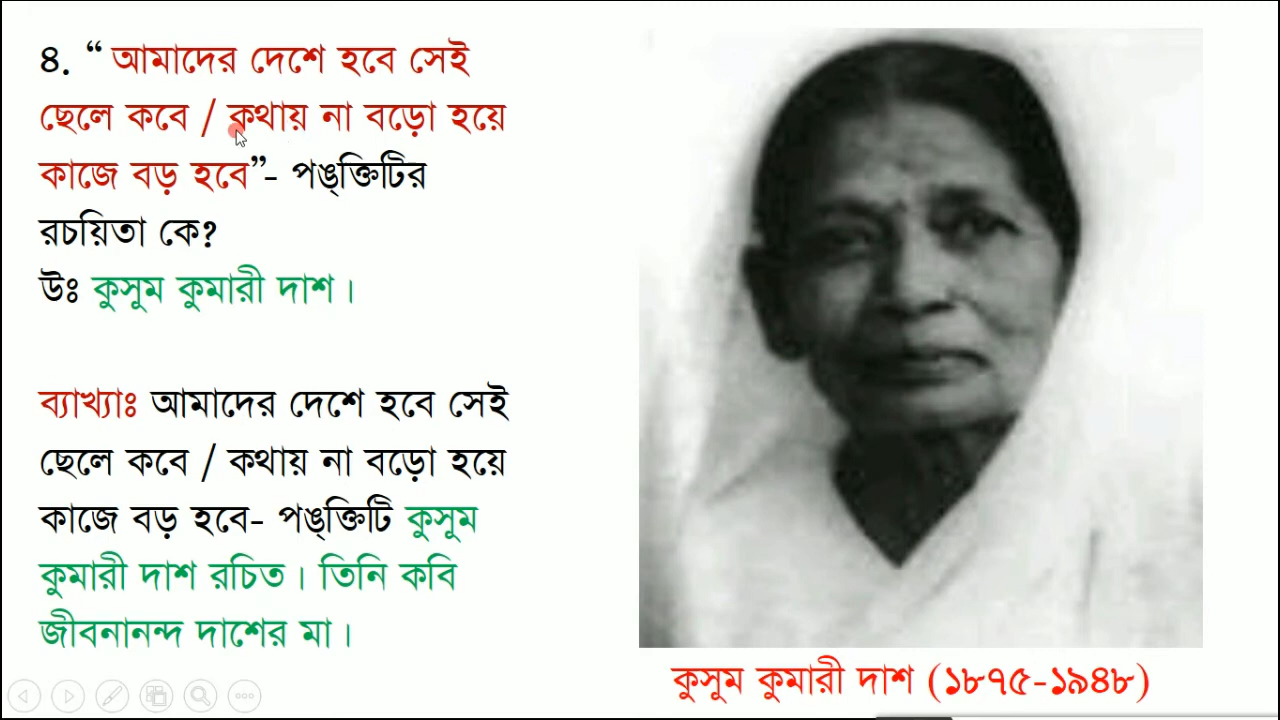 ৪. “ আমাদের দেশে হবে সেই
ছেলে কবে / কথায় না বড়ো হয়ে
কাজে বড় হবে”- পঙ্‌ক্তিটির
রচয়িতা কে?
উঃ কুসুম কুমারী দাশ।
ব্যাখ্যাঃ আমাদের দেশে হবে সেই
ছেলে কবে / কথায় না বড়ো হয়ে
কাজে বড় হবে- পঙ্‌ক্তিটি কুসুম
কুমারী দাশ রচিত। তিনি কবি
জীবনানন্দ দাশের মা।
কুসুম কুমারী দাশ (১৮৭৫-১৯৪৮)